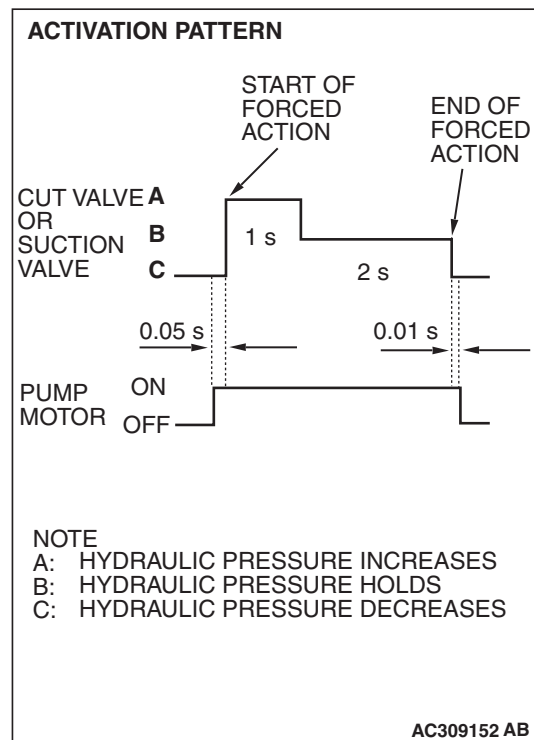 ACTIVATION PATTERN
START OF
FORCED
ACTION
END OF
FORCED
ACTION
CUT VALVE
OR
SUCTION
VALVE
A
B
C
1 s
2 s
0.05 s
0.01 s
PUMP
MOTOR
ON
OFF
NOTE
A: HYDRAULIC PRESSURE INCREASES
B: HYDRAULIC PRESSURE HOLDS
C: HYDRAULIC PRESSURE DECREASES
AC309152 AB